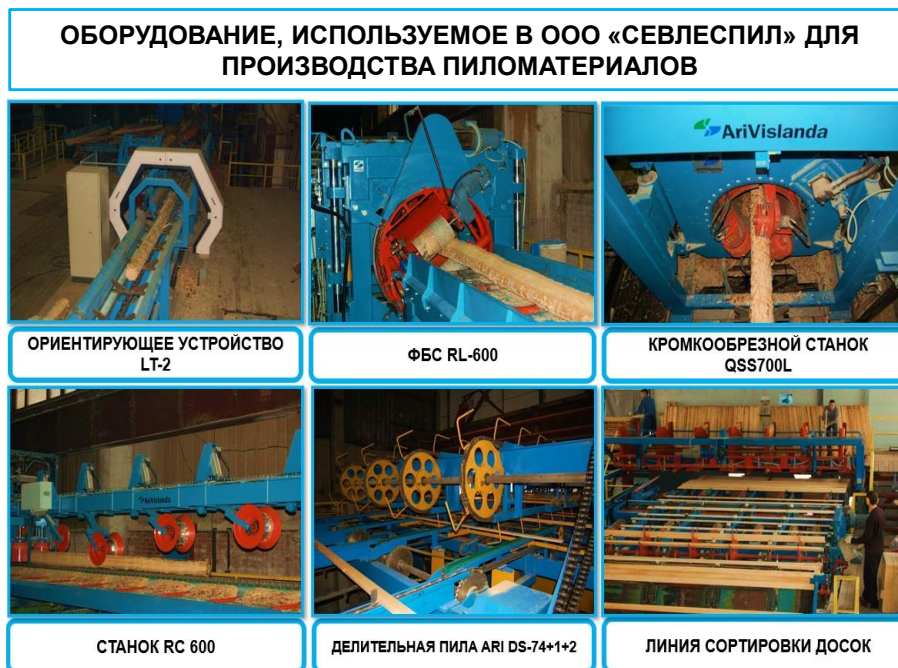 ОБОРУДОВАНИЕ, ИСПОЛЬЗУЕМОЕ В ООО «СЕВЛЕСПИЛ» ДЛЯ
ПРОИЗВОДСТВА ПИЛОМАТЕРИАЛОВ
AriVislanda
ОРИЕНТИРУЮЩЕЕ УСТРОЙСТВО
LT-2
ФБС RL-600
КРОМКООБРЕЗНОЙ СТАНОК
QSS700L
AriVislanda
СТАНОК RC 600
ДЕЛИТЕЛЬНАЯ ПИЛА ARI DS-74+1+2
ЛИНИЯ СОРТИРОВКИ ДОСОК